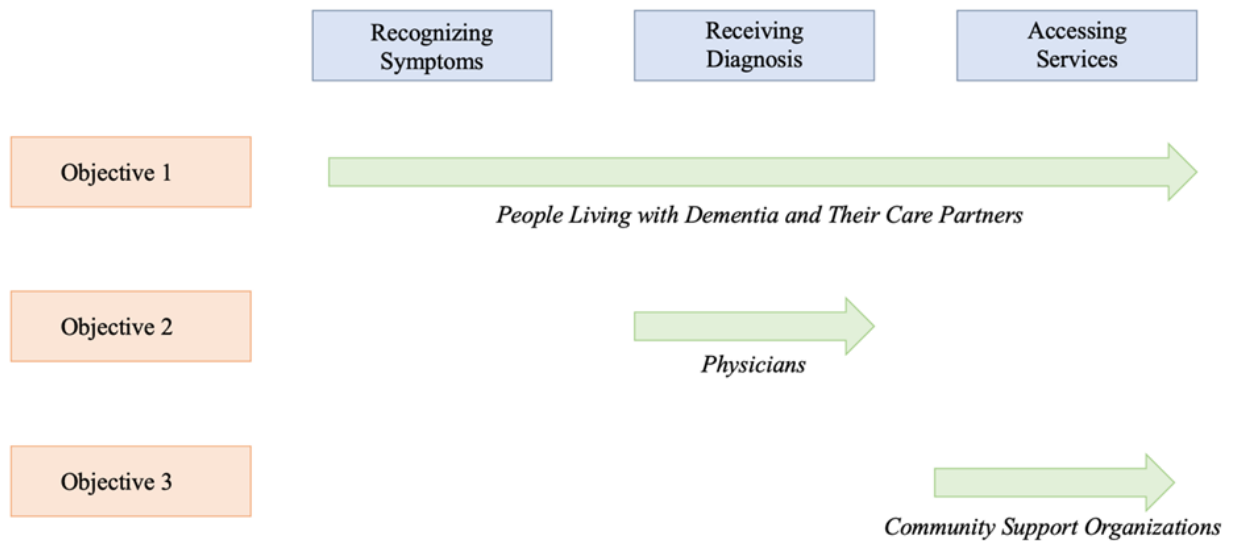 Recognizing
Symptoms
Receiving
Diagnosis
Accessing
Services
Objective 1
People Living with Dementia and Their Care Partners
Objective 2
Physicians
Objective 3
Community Support Organizations